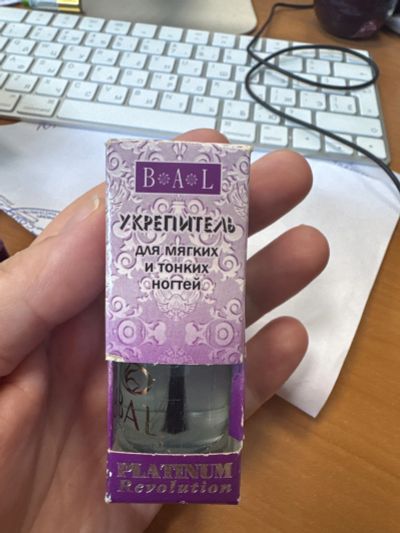 B❋A❋L
УКРЕПИТЕЛЬ
ДЛЯ МЯГКИХ
И ТОНКИХ
НОГТЕЙ
BAL
PLATINUM
Revolution